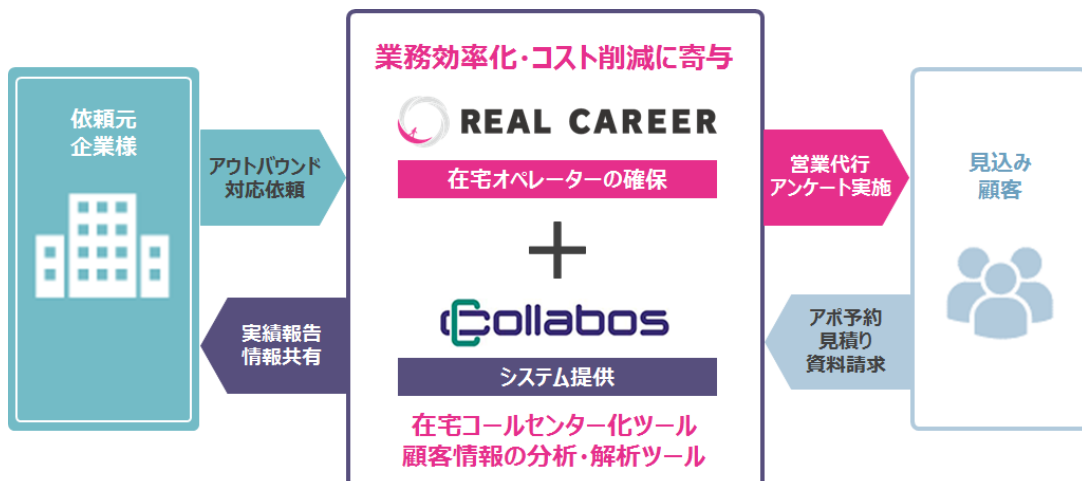 依頼元
企業様
アウトバウンド
対応依頼
実績報告
情報共有
業務効率化・コスト削減に寄与
REAL CAREER
在宅オペレーターの確保
+
Collabos
システム提供
在宅コールセンター化ツール
顧客情報の分析・解析ツール
営業代行
アンケート実施
アポ予約
見積り
資料請求
見込み
顧客